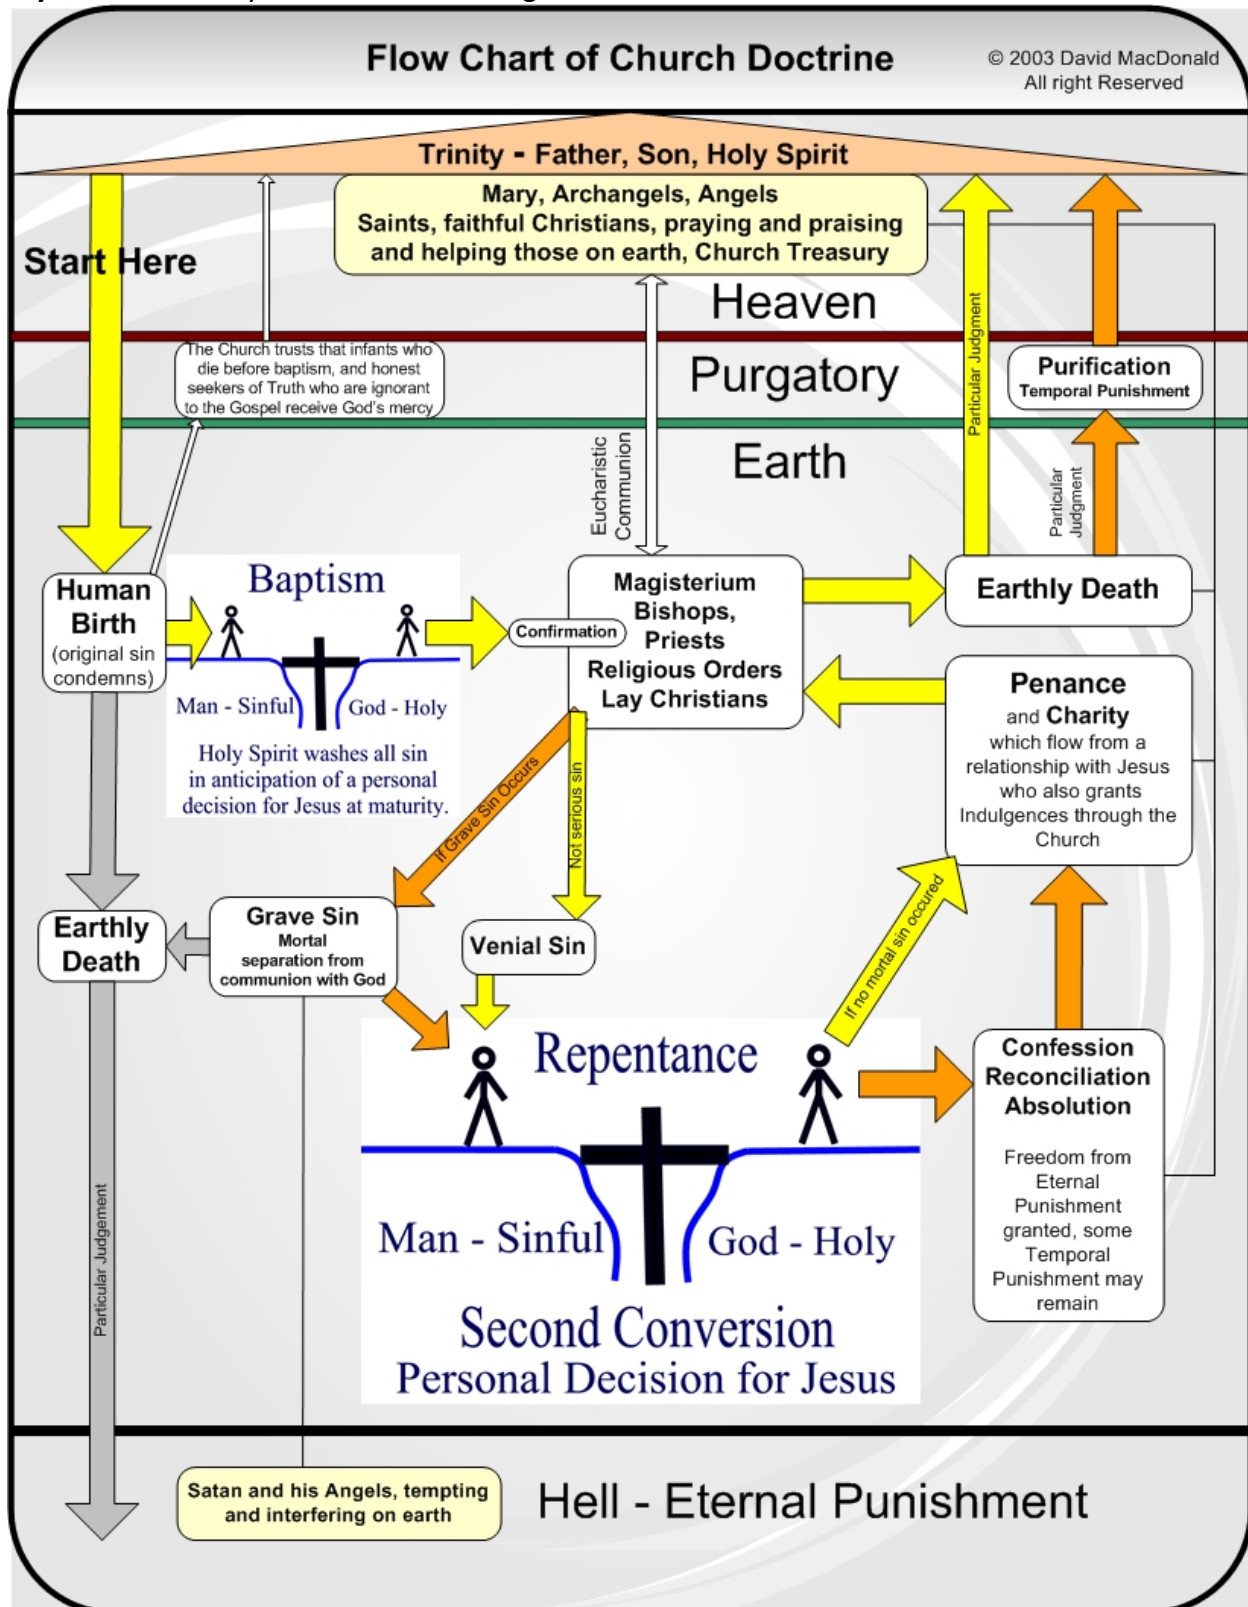 Flow Chart of Church Doctrine
© 2003 David MacDonald
All right Reserved
Trinity - Father, Son, Holy Spirit
Mary, Archangels, Angels
Saints, faithful Christians, praying and praising
and helping those on earth, Church Treasury
Start Here
Heaven
Particular Judgment
The Church trusts that infants who
die before baptism, and honest
seekers of Truth who are ignorant
to the Gospel receive God's mercy
Purgatory
Purification
Temporal Punishment
Earth
Eucharistic
Communion
Particular
Judgment
Human
Birth
(original sin
condemns)
Baptism
Man - Sinful
God - Holy
Holy Spirit washes all sin
in anticipation of a personal
decision for Jesus at maturity.
Confirmation
Magisterium
Bishops,
Priests
Religious Orders
Lay Christians
Earthly Death
Penance
and Charity
which flow from a
relationship with Jesus
who also grants
Indulgences through the
Church
If Grave Sin Occurs
Not serious sin
Earthly
Death
Grave Sin
Mortal
separation from
communion with God
Venial Sin
If no mortal sin occured
Repentance
Man - Sinful
God - Holy
Second Conversion
Personal Decision for Jesus
Confession
Reconciliation
Absolution
Freedom from
Eternal
Punishment
granted, some
Temporal
Punishment may
remain
Particular Judgement
Satan and his Angels, tempting
and interfering on earth
Hell - Eternal Punishment